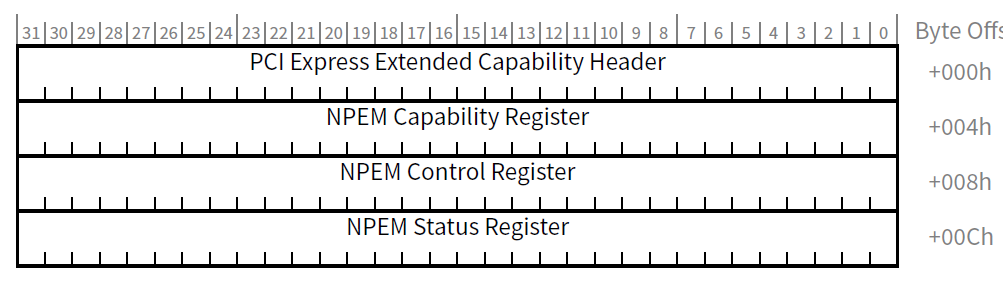 31 30 29 28 27 26 25 24 23 22 21 20 19 18 17 16 15 14 13 12 11 10 9 8 7 6 5 4 3 2 1 0 Byte Offs
PCI Express Extended Capability Header +000h
NPEM Capability Register +004h
NPEM Control Register +008h
NPEM Status Register +00Ch